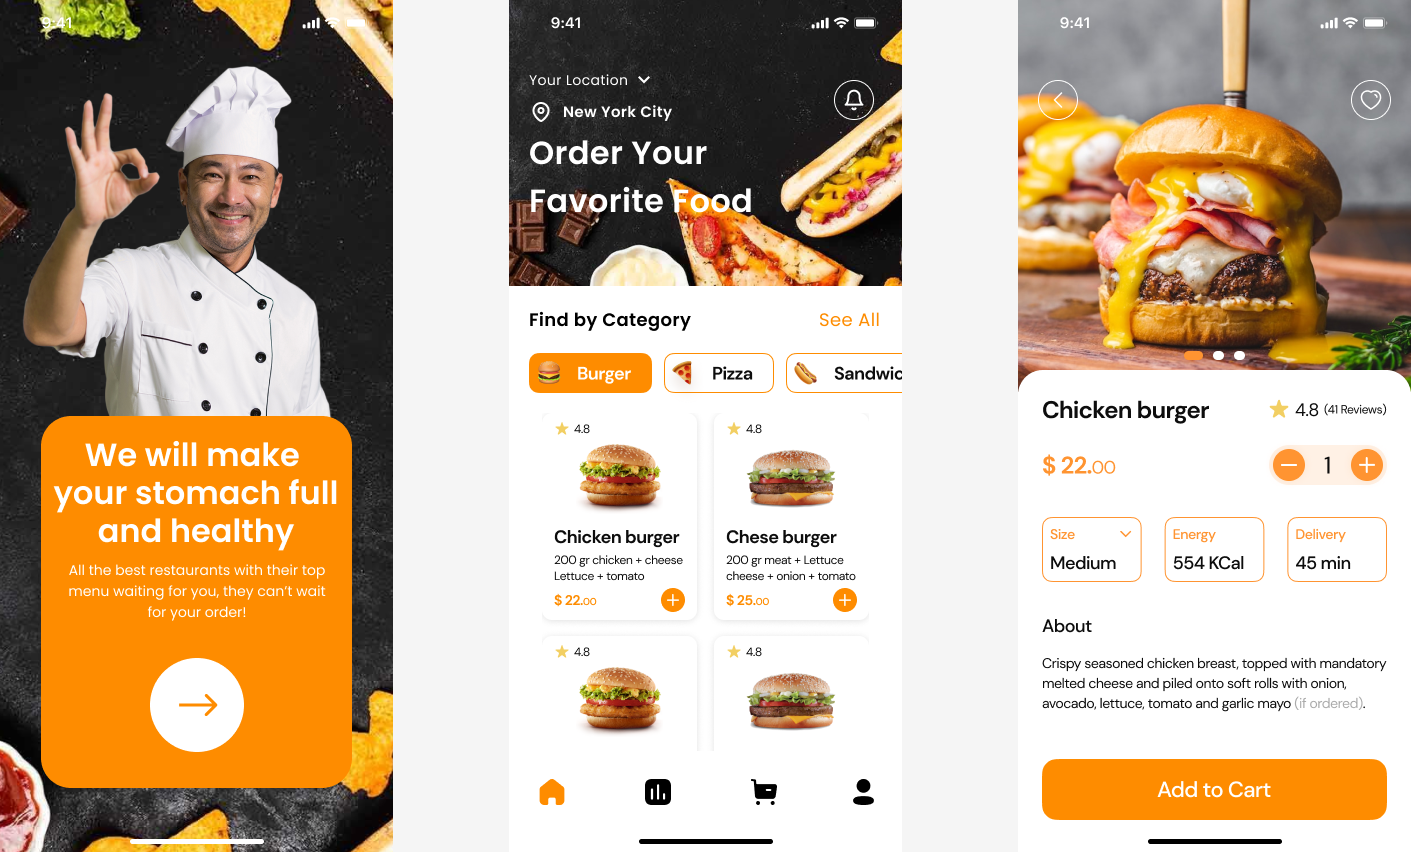 9:41
We will make
your stomach full
and healthy
All the best restaurants with their top
menu waiting for you, they can't wait
for your order!
9:41
Your Location
New York City
Order Your
Favorite Food
Find by Category
See All
Burger
Pizza
Sandwic
4.8
Chicken burger
200 gr chicken + cheese
Lettuce + tomato
$ 22.00
4.8
Chese burger
200 gr meat + Lettuce
cheese + onion + tomato
$ 25.00
4.8
4.8
9:41
Chicken burger
4.8 (41 Reviews)
$ 22.00
1
Size
Medium
Energy
554 KCal
Delivery
45 min
About
Crispy seasoned chicken breast, topped with mandatory
melted cheese and piled onto soft rolls with onion,
avocado, lettuce, tomato and garlic mayo (if ordered).
Add to Cart